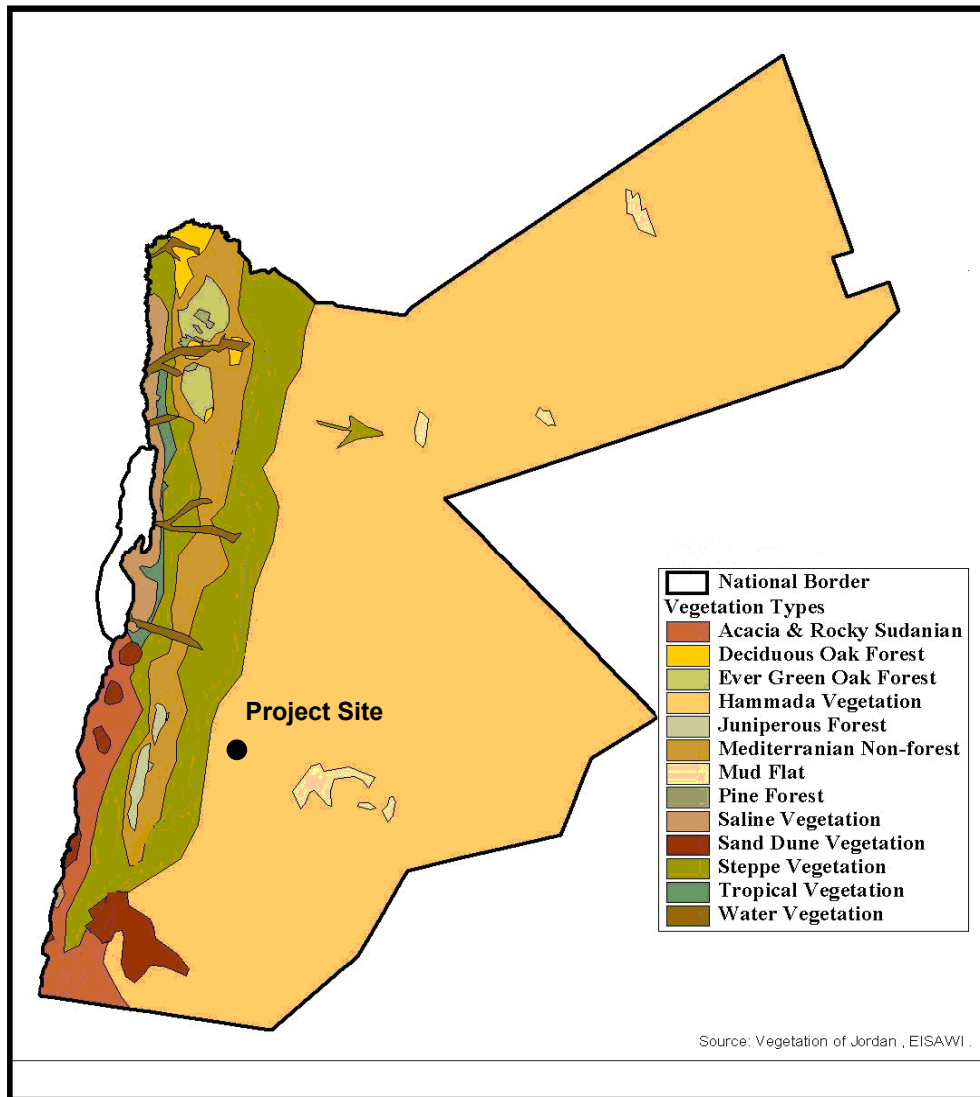 Project Site
National Border
Vegetation Types
Acacia & Rocky Sudanian
Deciduous Oak Forest
Ever Green Oak Forest
Hammada Vegetation
Juniperous Forest
Mediterranian Non-forest
Mud Flat
Pine Forest
Saline Vegetation
Sand Dune Vegetation
Steppe Vegetation
Tropical Vegetation
Water Vegetation
Source: Vegetation of Jordan , EISAWI .